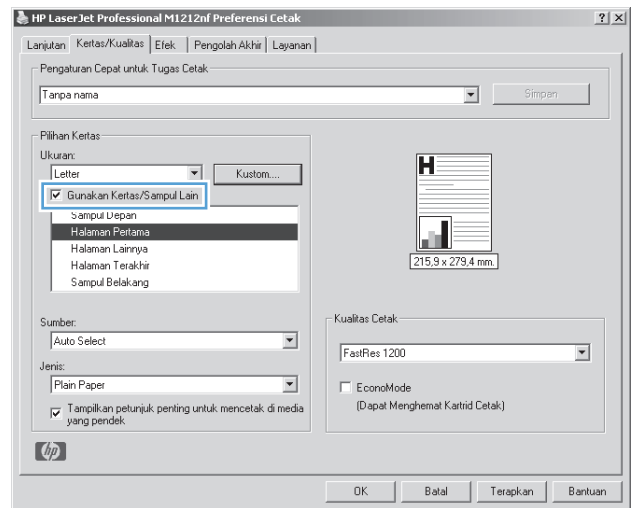 HP LaserJet Professional M1212nf Preferensi Cetak
Lanjutan Kertas/Kualitas Efek Pengolah Akhir Layanan
Pengaturan Cepat untuk Tugas Cetak
Tanpa nama
Simpan
Pilihan Kertas
Ukuran:
Letter
Kustom....
Gunakan Kertas/Sampul Lain
Sampul Depan
Halaman Pertama
Halaman Lainnya
Halaman Terakhir
Sampul Belakang
Sumber:
Auto Select
Jenis:
Plain Paper
Tampilkan petunjuk penting untuk mencetak di media
yang pendek
H
215,9 x 279,4 mm.
Kualitas Cetak
FastRes 1200
EconoMode
(Dapat Menghemat Kartrid Cetak)
hp
OK Batal Terapkan Bantuan